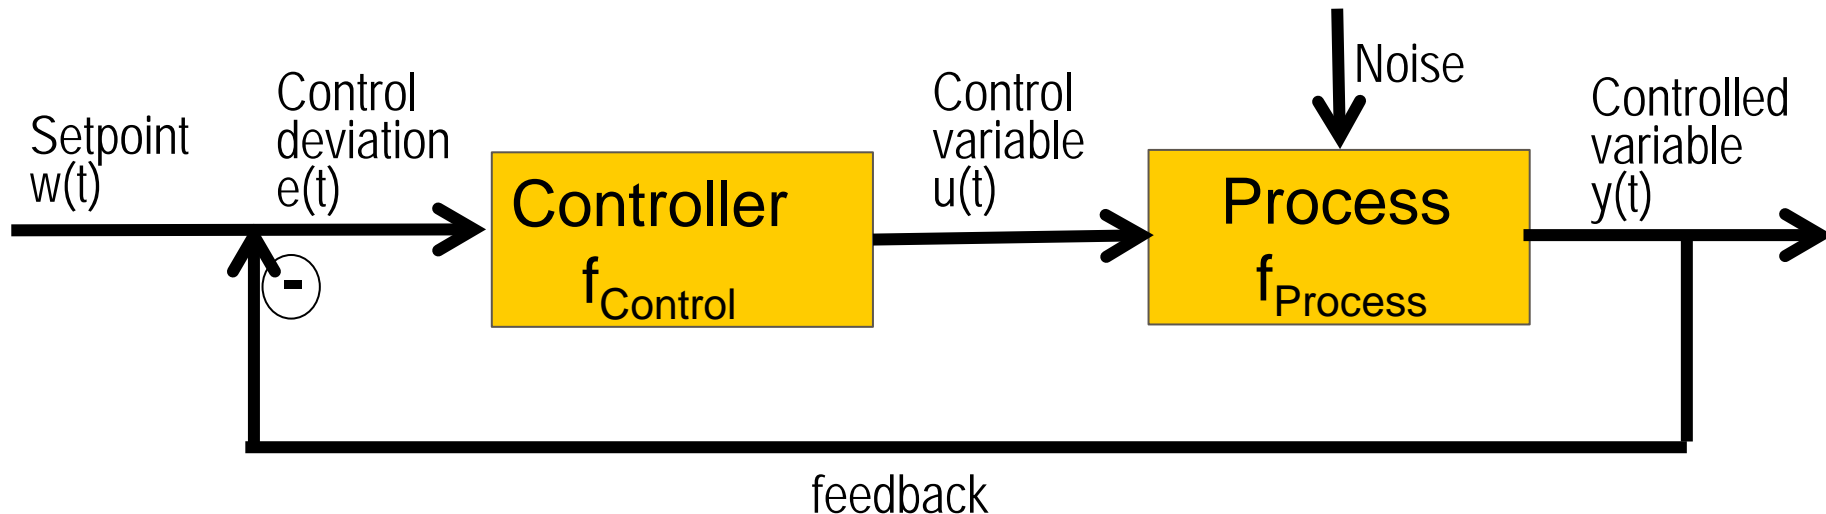 Setpoint
w(t)
Control
deviation
e(t)
-
Controller
fControl
Control
variable
u(t)
Noise
Process
fProcess
Controlled
variable
y(t)
feedback